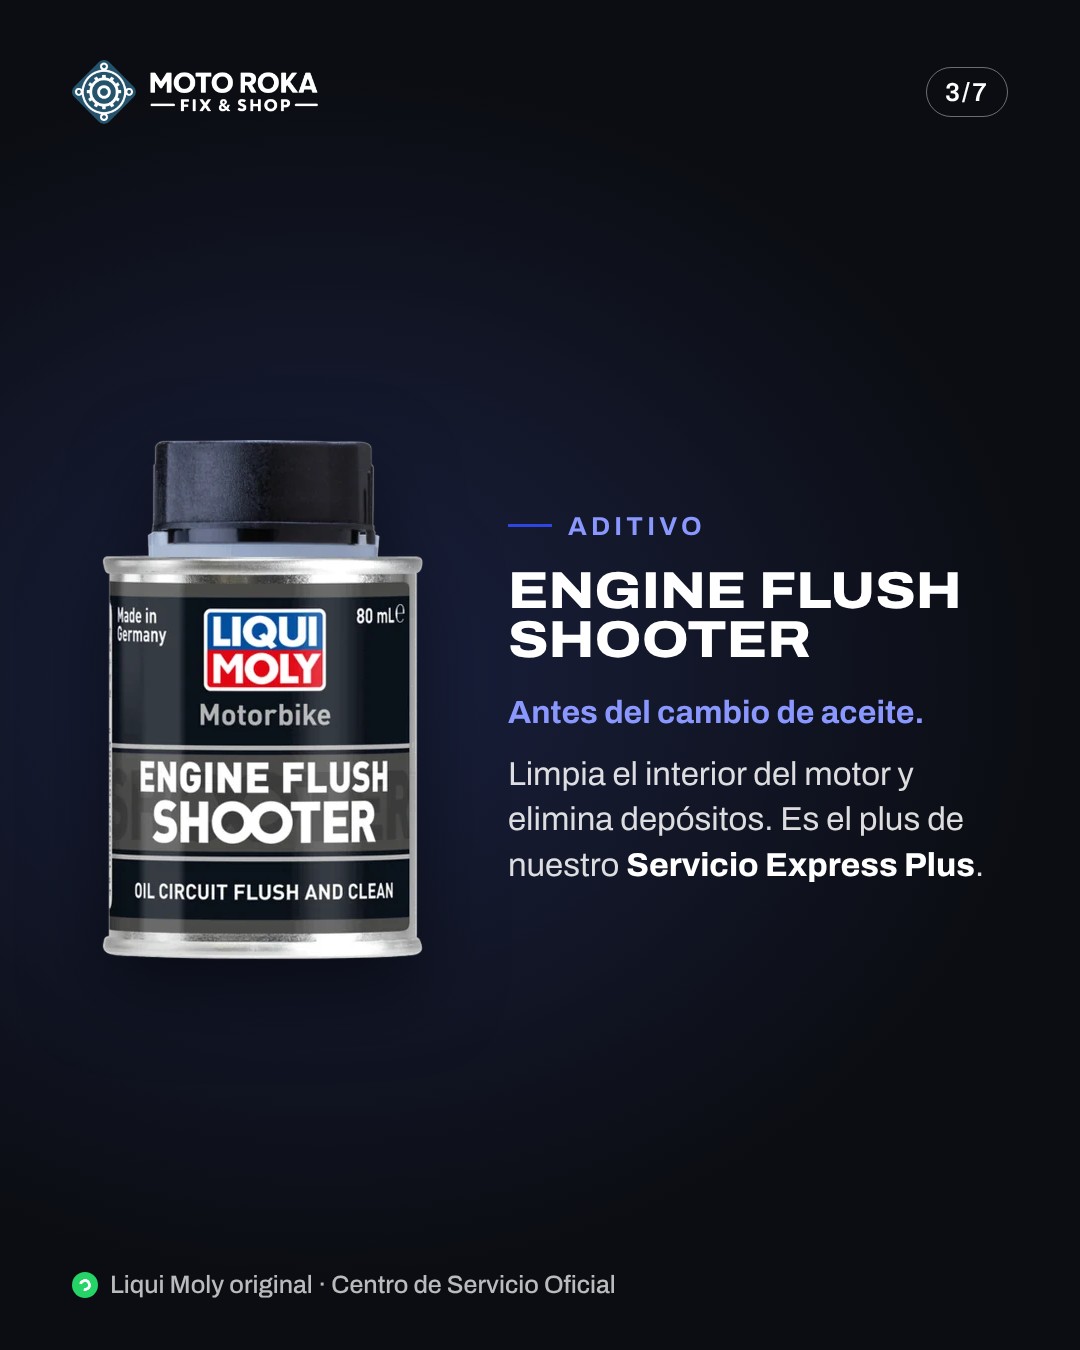 MOTO ROKA
FIX & SHOP
3/7
Made in
Germany
80 mL℮
LIQUI
MOLY
Motorbike
ENGINE FLUSH
SHOOTER
OIL CIRCUIT FLUSH AND CLEAN
ADITIVO
ENGINE FLUSH
SHOOTER
Antes del cambio de aceite.
Limpia el interior del motor y
elimina depósitos. Es el plus de
nuestro Servicio Express Plus.
Liqui Moly original · Centro de Servicio Oficial